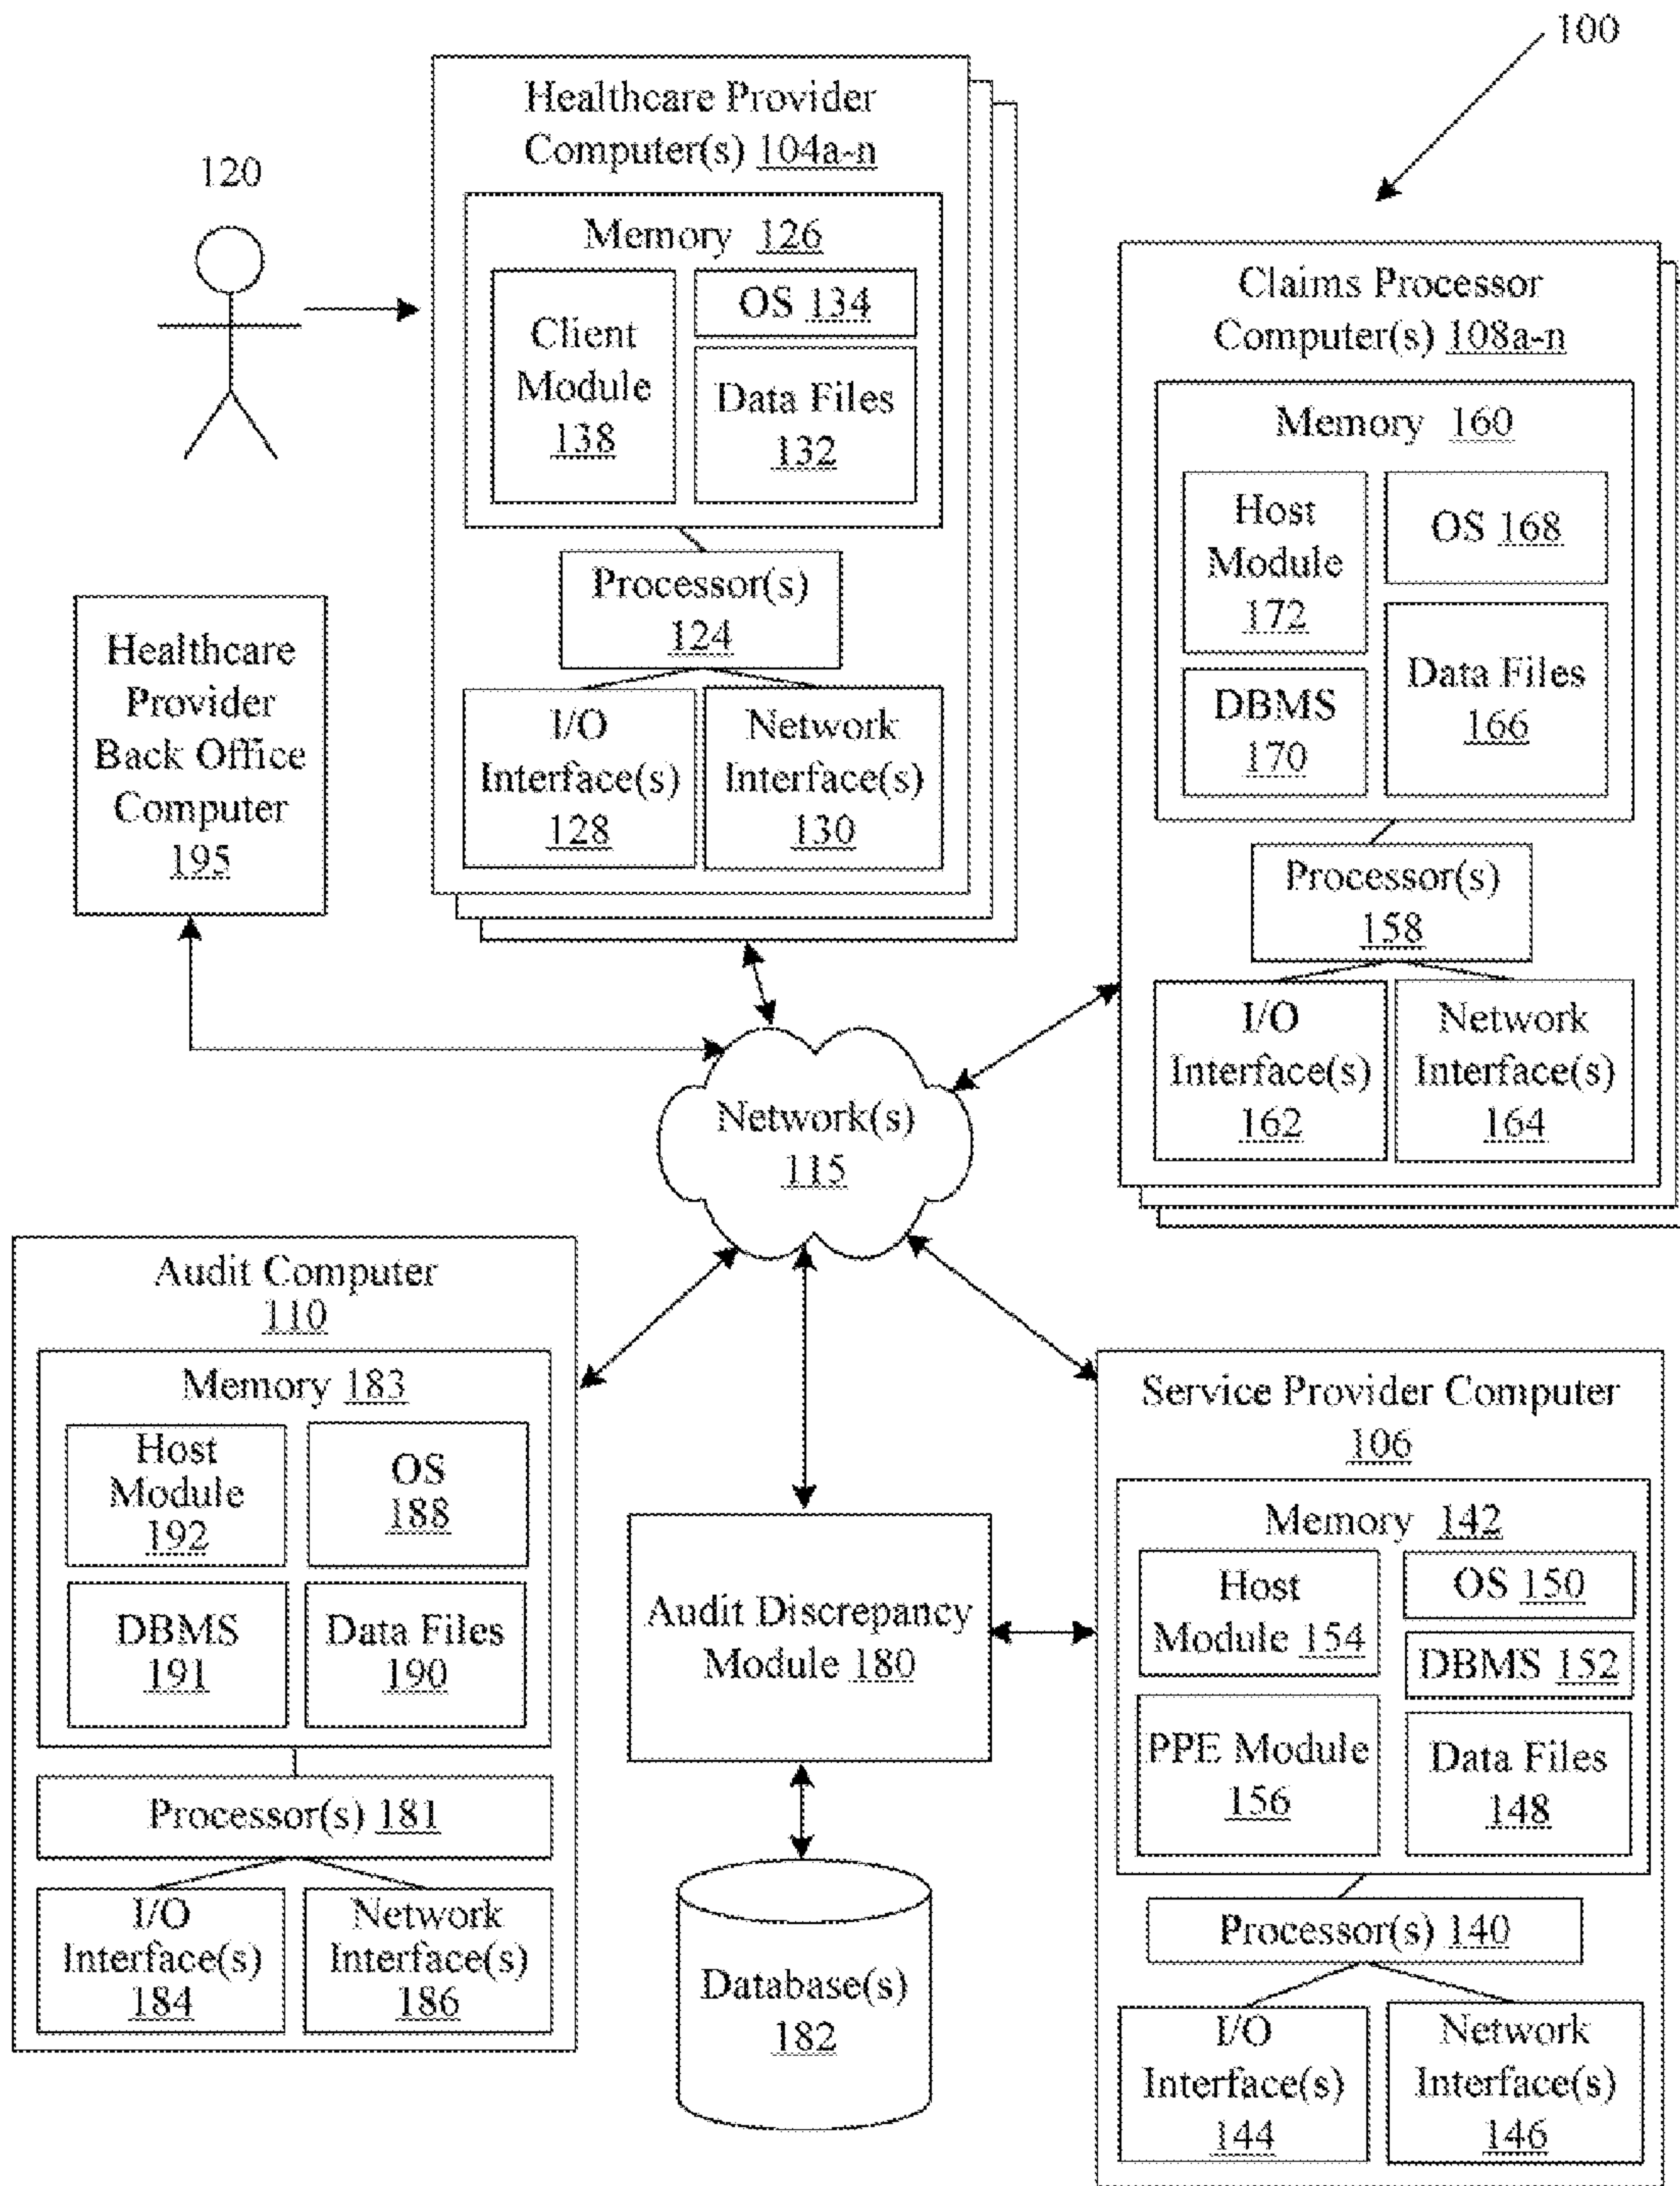 100
Healthcare Provider
Computer(s) 104a-n
120
Memory 126
Client
Module
138
OS 134
Data Files
132
Processor(s)
124
I/O
Interface(s)
128
Network
Interface(s)
130
Claims Processor
Computer(s) 108a-n
Memory 160
Host
Module
172
OS 168
DBMS
170
Data Files
166
Processor(s)
158
I/O
Interface(s)
162
Network
Interface(s)
164
Healthcare
Provider
Back Office
Computer
195
Network(s)
115
Audit Computer
110
Memory 183
Host
Module
192
OS
188
DBMS
191
Data Files
190
Processor(s) 181
I/O
Interface(s)
184
Network
Interface(s)
186
Audit Discrepancy
Module 180
Database(s)
182
Service Provider Computer
106
Memory 142
Host
Module 154
OS 150
DBMS 152
PPE Module
156
Data Files
148
Processor(s) 140
I/O
Interface(s)
144
Network
Interface(s)
146